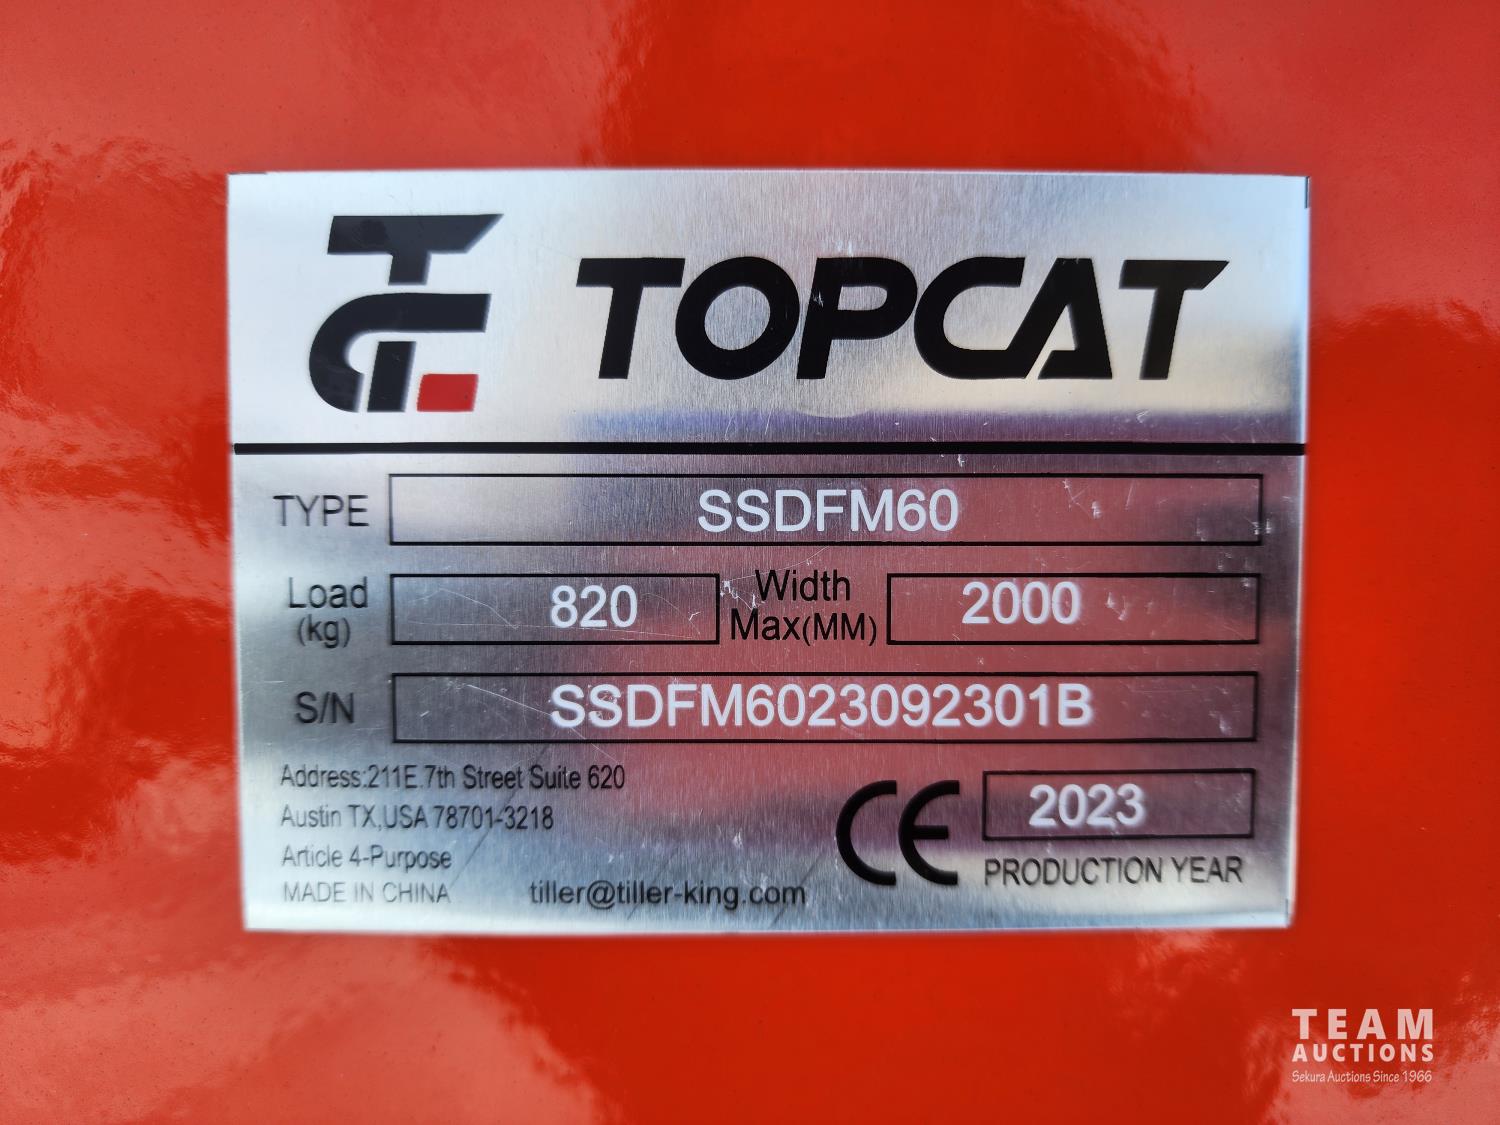 TC
TOPCAT
TYPE SSDFM60
Load (kg) 820 Width Max(MM) 2000
S/N SSDFM6023092301B
Address:211E.7th Street Suite 620
Austin TX,USA 78701-3218
Article 4-Purpose
MADE IN CHINA tiller@tiller-king.com
CE 2023
PRODUCTION YEAR
TEAM
AUCTIONS
Sekura Auctions Since 1966